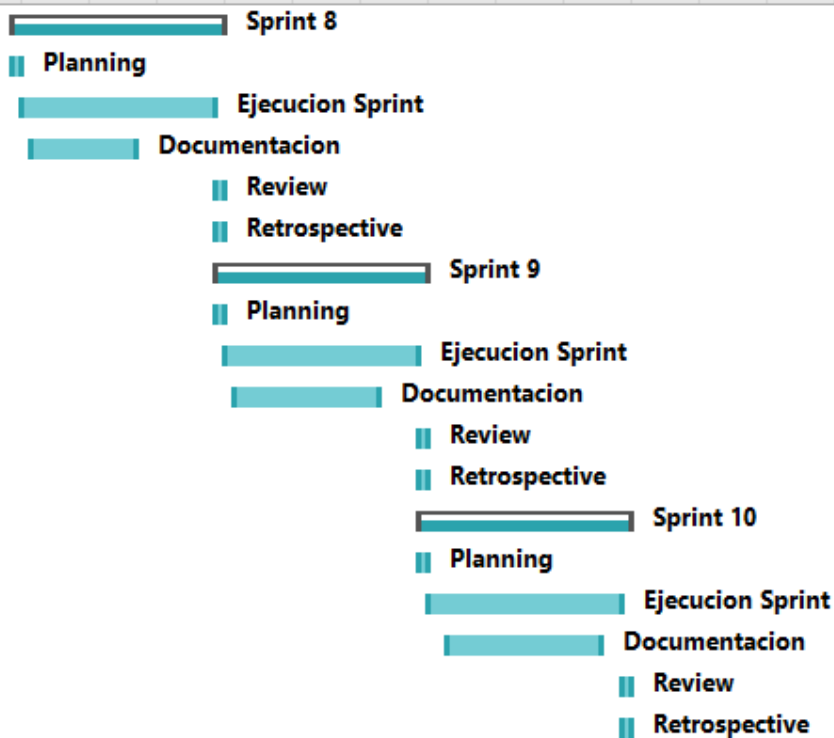 Sprint 8
Planning
Ejecucion Sprint
Documentacion
Review
Retrospective
Sprint 9
Planning
Ejecucion Sprint
Documentacion
Review
Retrospective
Sprint 10
Planning
Ejecucion Sprint
Documentacion
Review
Retrospective